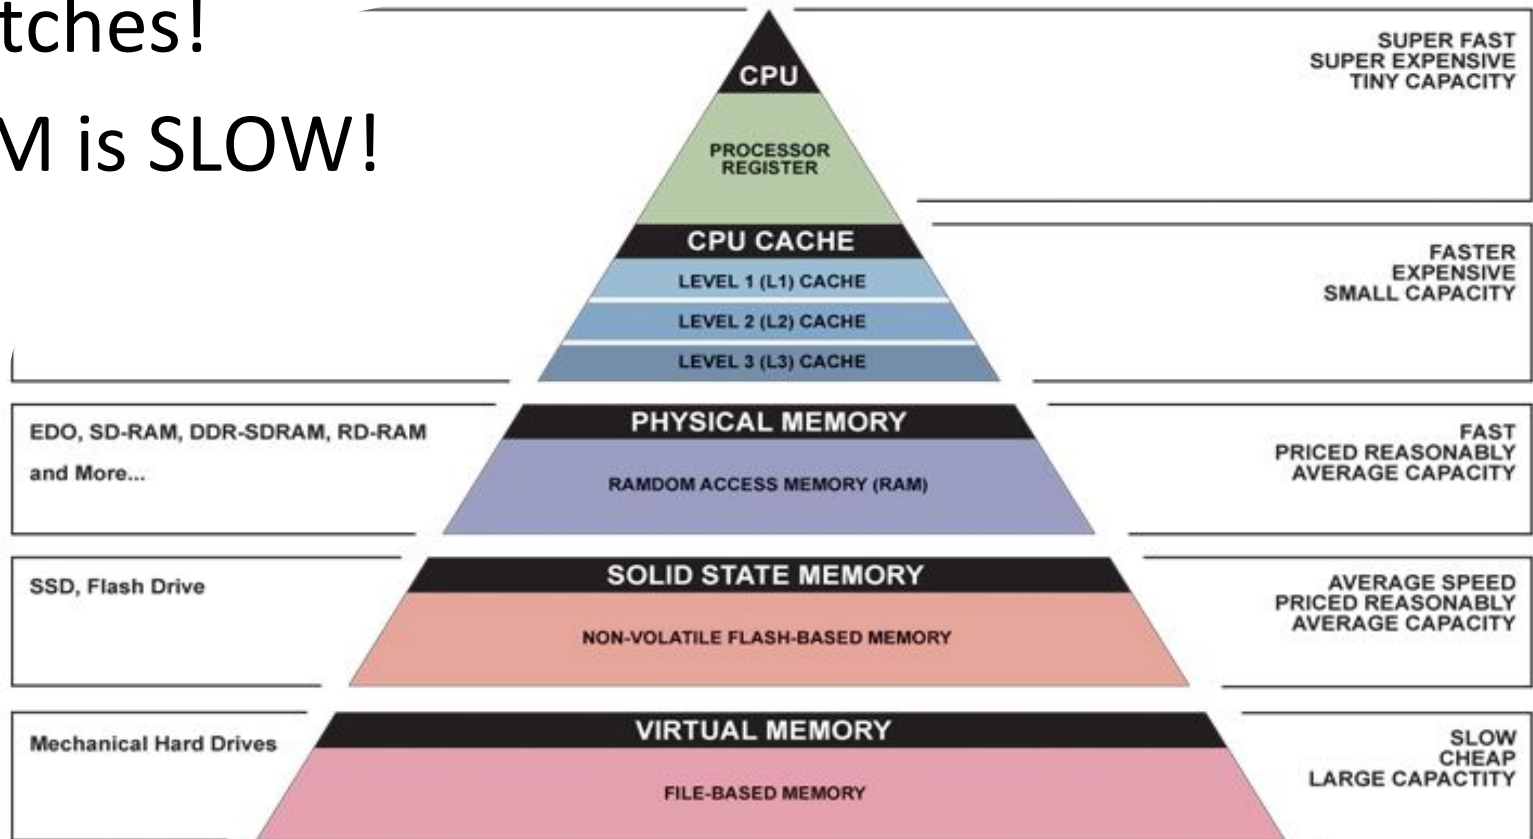 tches!
M is SLOW!
CPU
SUPER FAST
SUPER EXPENSIVE
TINY CAPACITY
PROCESSOR
REGISTER
CPU CACHE
LEVEL 1 (L1) CACHE
LEVEL 2 (L2) CACHE
LEVEL 3 (L3) CACHE
FASTER
EXPENSIVE
SMALL CAPACITY
EDO, SD-RAM, DDR-SDRAM, RD-RAM
and More...
PHYSICAL MEMORY
RAMDOM ACCESS MEMORY (RAM)
FAST
PRICED REASONABLY
AVERAGE CAPACITY
SSD, Flash Drive
SOLID STATE MEMORY
NON-VOLATILE FLASH-BASED MEMORY
AVERAGE SPEED
PRICED REASONABLY
AVERAGE CAPACITY
Mechanical Hard Drives
VIRTUAL MEMORY
FILE-BASED MEMORY
SLOW
CHEAP
LARGE CAPACTITY